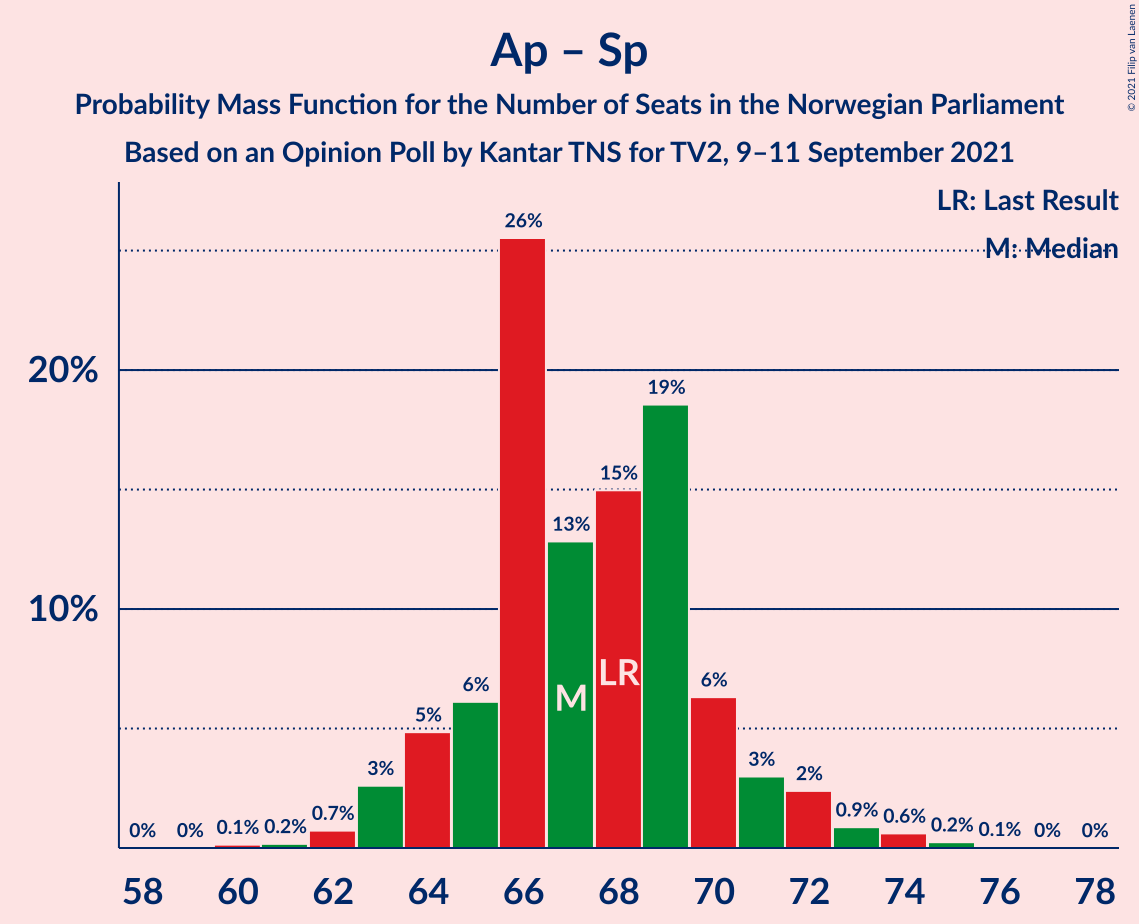 © 2021 Filip van Laenen
Ap – Sp
Probability Mass Function for the Number of Seats in the Norwegian Parliament
Based on an Opinion Poll by Kantar TNS for TV2, 9–11 September 2021
LR: Last Result
M: Median
20%
10%
0% 0% 0.1% 0.2% 0.7% 3% 5% 6% 26% 13% 15% 19% 6% 3% 2% 0.9% 0.6% 0.2% 0.1% 0% 0%
M LR
58 60 62 64 66 68 70 72 74 76 78